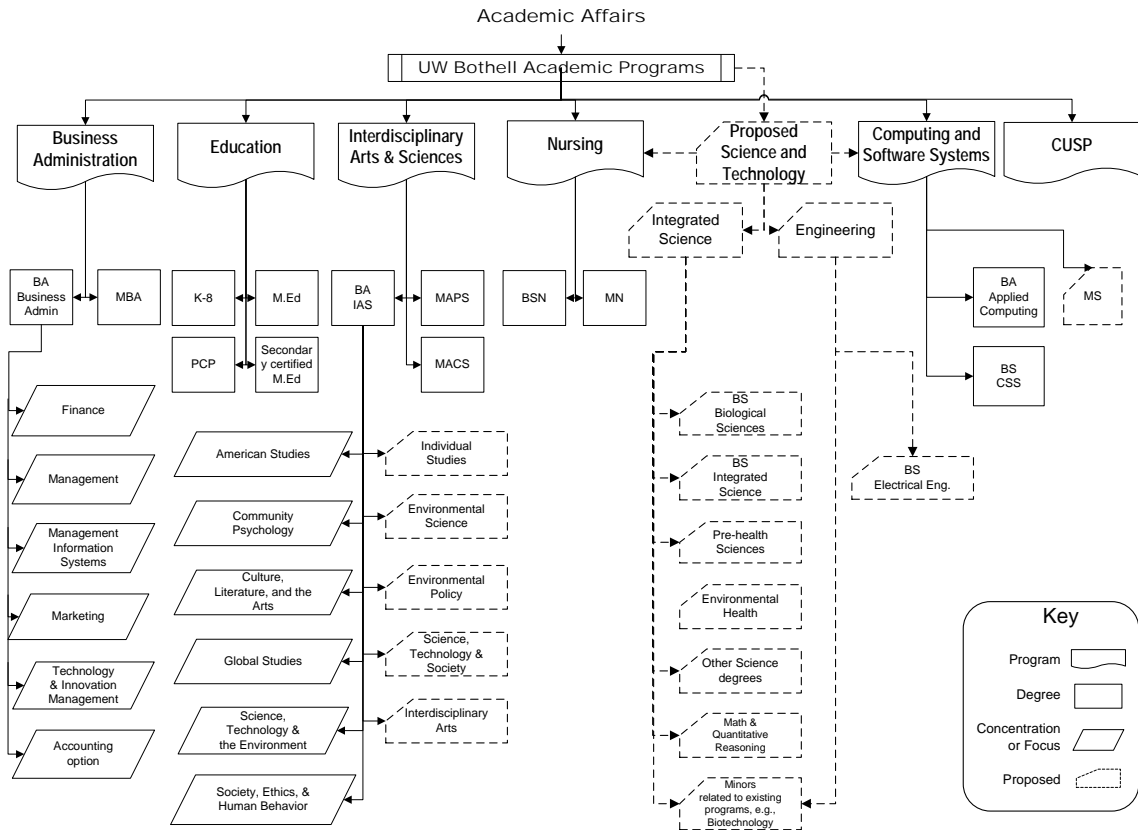 Academic Affairs
UW Bothell Academic Programs
Business
Administration
Education
Interdisciplinary
Arts & Sciences
Nursing
Proposed
Science and
Technology
Computing and
Software Systems
CUSP
Integrated
Science
Engineering
BA
Business
Admin
MBA
K-8
M.Ed
BA
IAS
MAPS
BSN
MN
BA
Applied
Computing
MS
PCP
Secondar
y certified
M.Ed
MACS
BS
CSS
Finance
Management
Management
Information
Systems
Marketing
Technology
& Innovation
Management
Accounting
option
American Studies
Community
Psychology
Culture,
Literature, and the
Arts
Global Studies
Science,
Technology &
the Environment
Society, Ethics, &
Human Behavior
Individual
Studies
Environmental
Science
Environmental
Policy
Science,
Technology &
Society
Interdisciplinary
Arts
BS
Biological
Sciences
BS
Integrated
Science
Pre-health
Sciences
Environmental
Health
Other Science
degrees
Math &
Quantitative
Reasoning
Minors
related to existing
programs, e.g.,
Biotechnology
BS
Electrical Eng.
Key
Program
Degree
Concentration
or Focus
Proposed